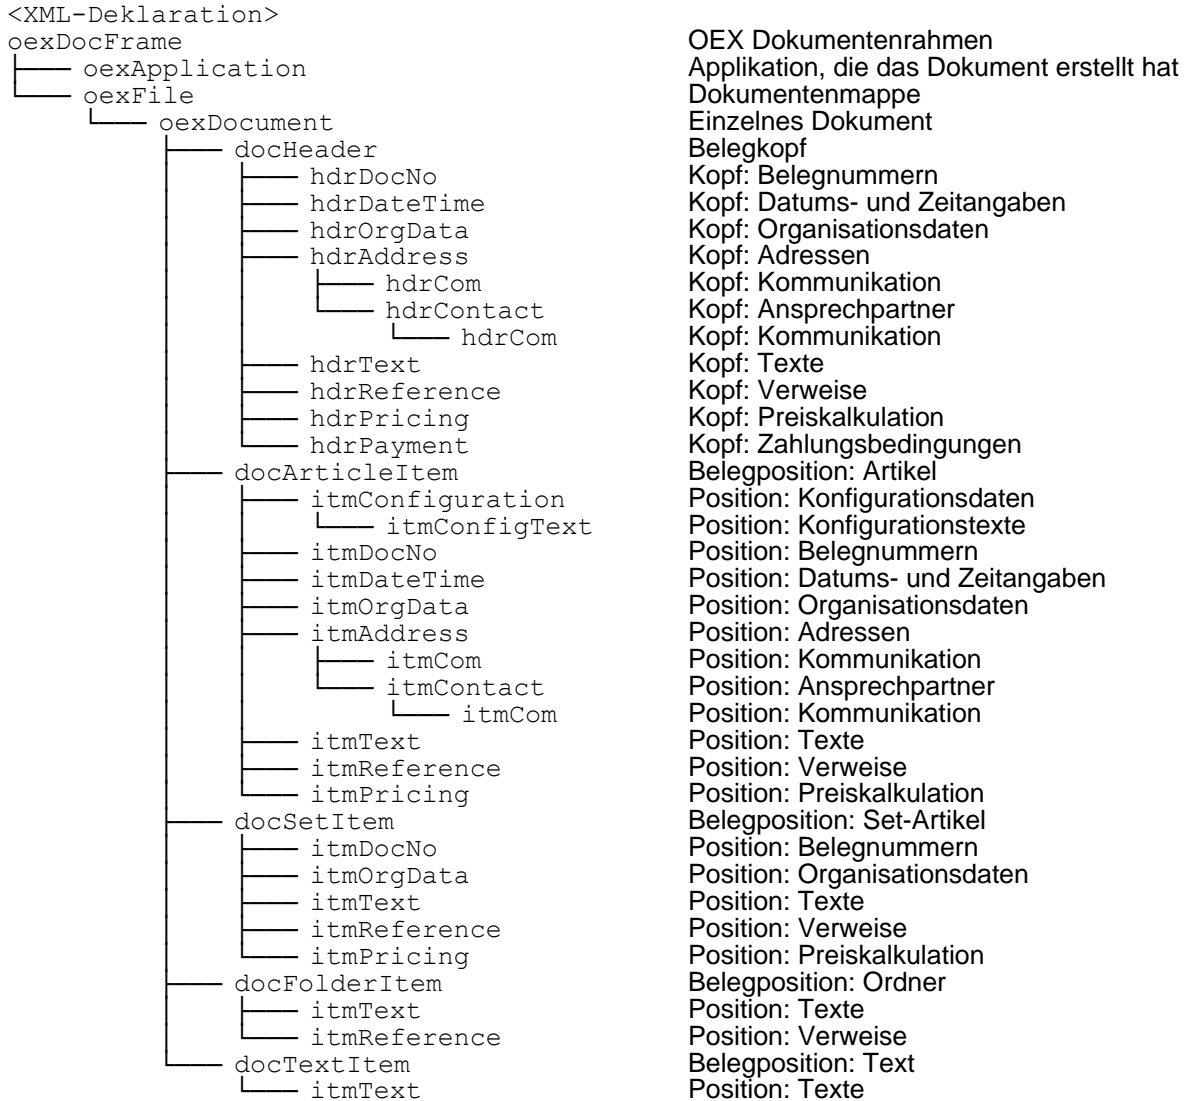 <XML-Deklaration>
oexDocFrame OEX Dokumentenrahmen
oexApplication Applikation, die das Dokument erstellt hat
oexFile Dokumentenmappe
oexDocument Einzelnes Dokument
docHeader Belegkopf
hdrDocNo Kopf: Belegnummern
hdrDateTime Kopf: Datums- und Zeitangaben
hdrOrgData Kopf: Organisationsdaten
hdrAddress Kopf: Adressen
hdrCom Kopf: Kommunikation
hdrContact Kopf: Ansprechpartner
hdrCom Kopf: Kommunikation
hdrText Kopf: Texte
hdrReference Kopf: Verweise
hdrPricing Kopf: Preiskalkulation
hdrPayment Kopf: Zahlungsbedingungen
docArticleItem Belegposition: Artikel
itmConfiguration Position: Konfigurationsdaten
itmConfigText Position: Konfigurationstexte
itmDocNo Position: Belegnummern
itmDateTime Position: Datums- und Zeitangaben
itmOrgData Position: Organisationsdaten
itmAddress Position: Adressen
itmCom Position: Kommunikation
itmContact Position: Ansprechpartner
itmCom Position: Kommunikation
itmText Position: Texte
itmReference Position: Verweise
itmPricing Position: Preiskalkulation
docSetItem Belegposition: Set-Artikel
itmDocNo Position: Belegnummern
itmOrgData Position: Organisationsdaten
itmText Position: Texte
itmReference Position: Verweise
itmPricing Position: Preiskalkulation
docFolderItem Belegposition: Ordner
itmText Position: Texte
itmReference Position: Verweise
docTextItem Belegposition: Text
itmText Position: Texte